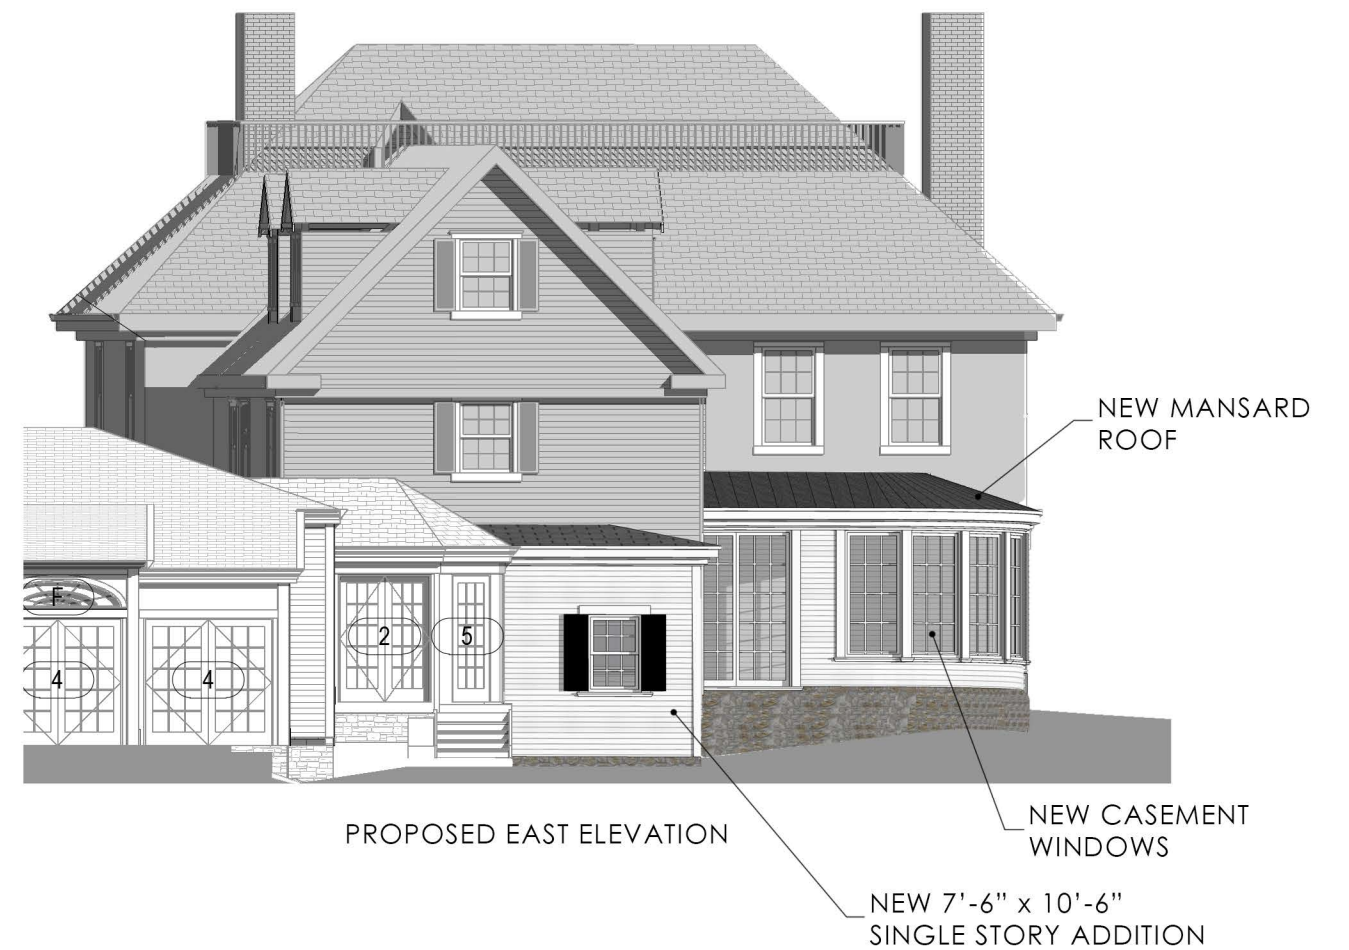 NEW MANSARD
ROOF
F
2
5
4
4
PROPOSED EAST ELEVATION
NEW CASEMENT
WINDOWS
NEW 7'-6" x 10'-6"
SINGLE STORY ADDITION